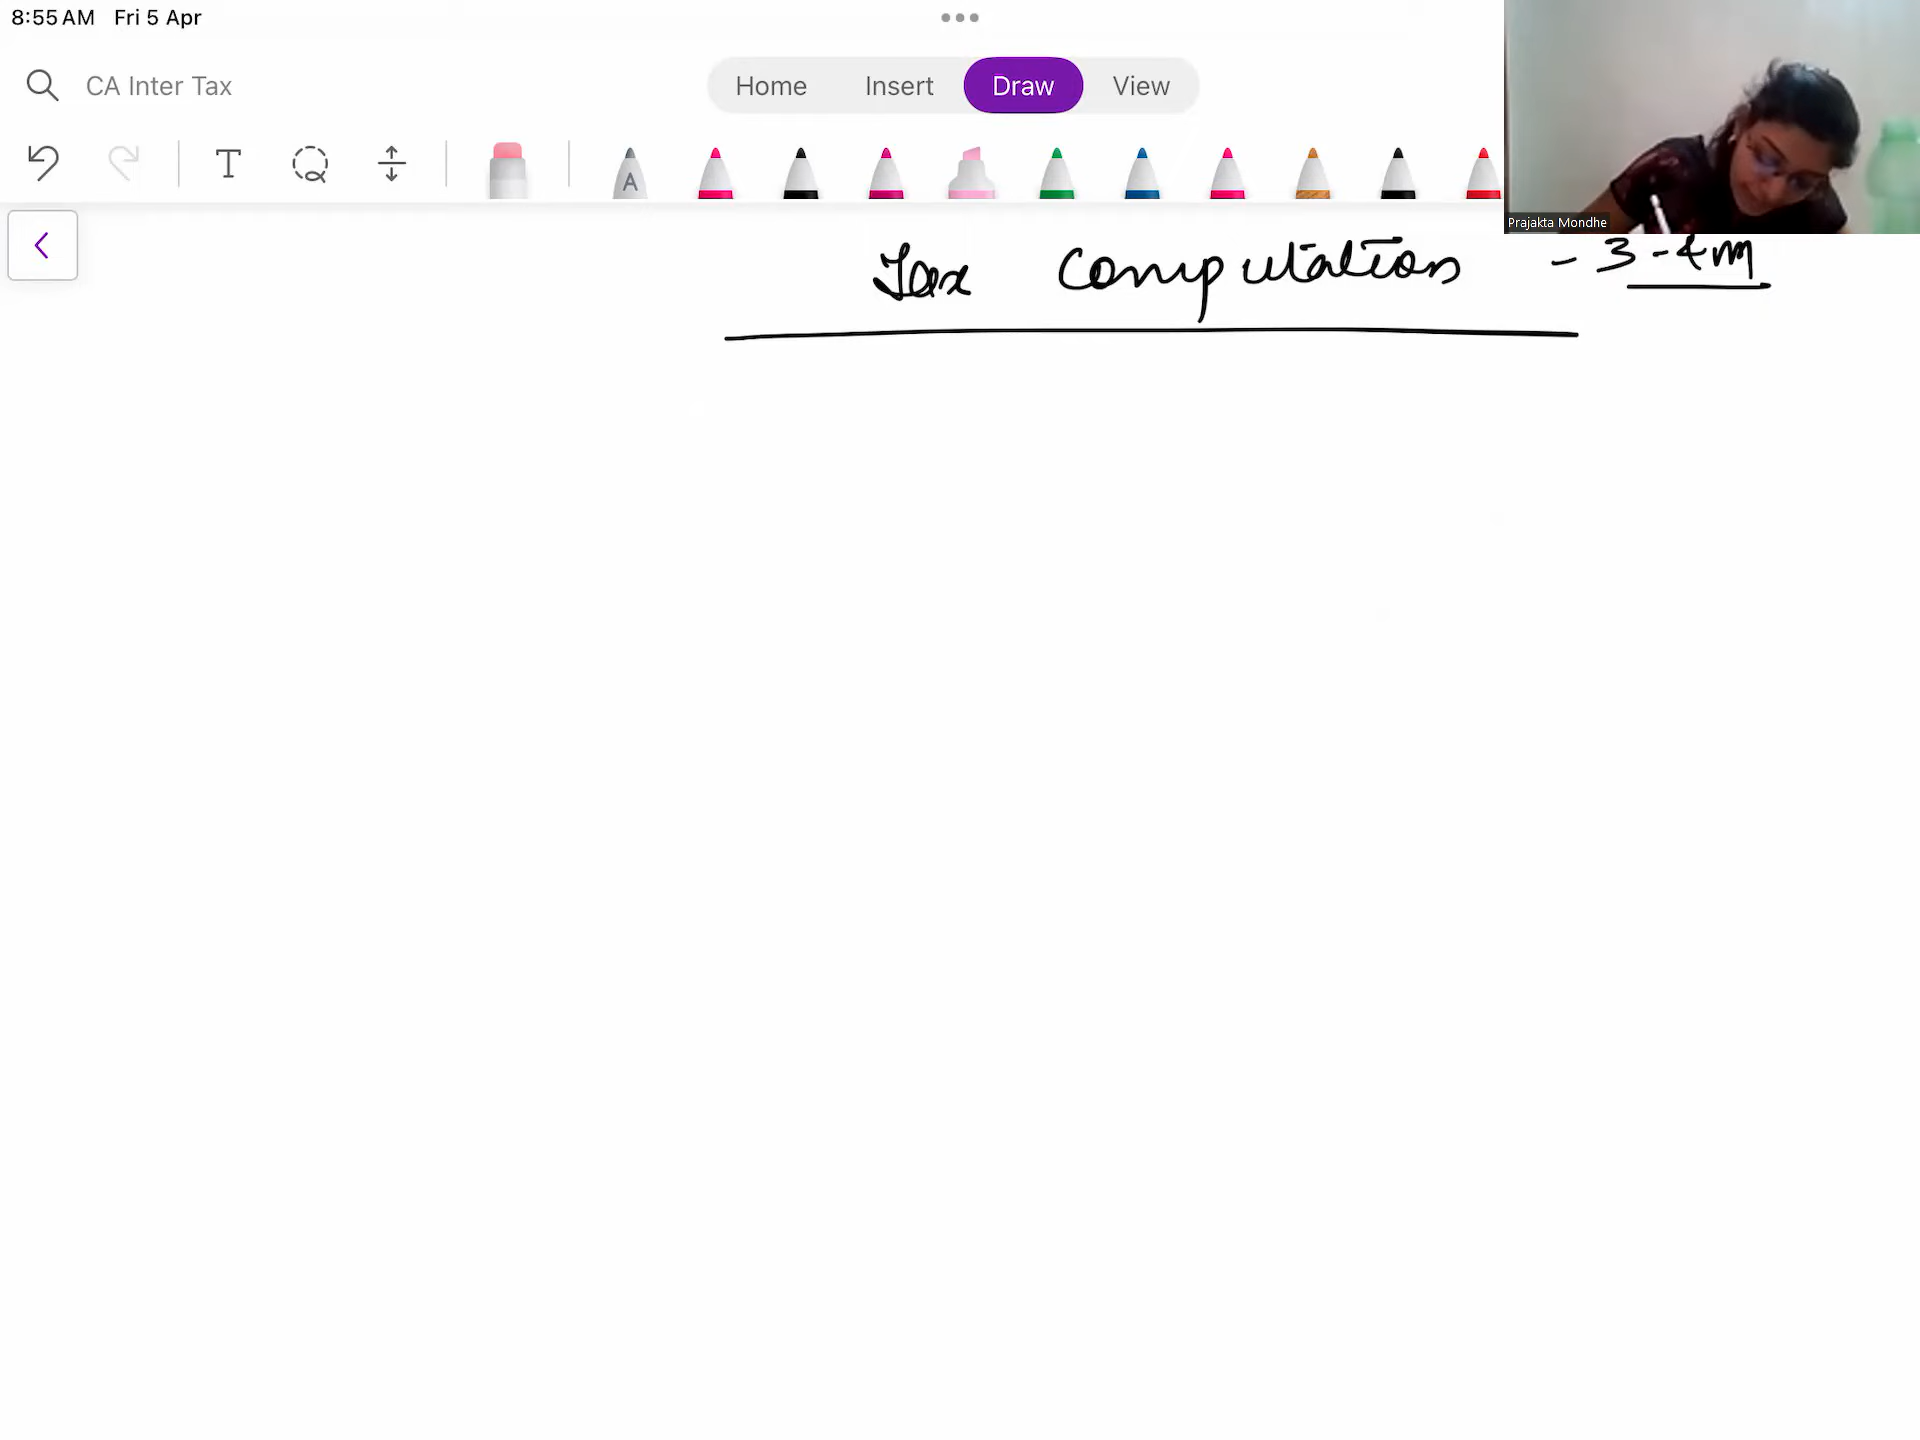 8:55 AM Fri 5 Apr
CA Inter Tax
Home Insert Draw View
T
A
Prajakta Mondhe
Tax Computation - 3-4m